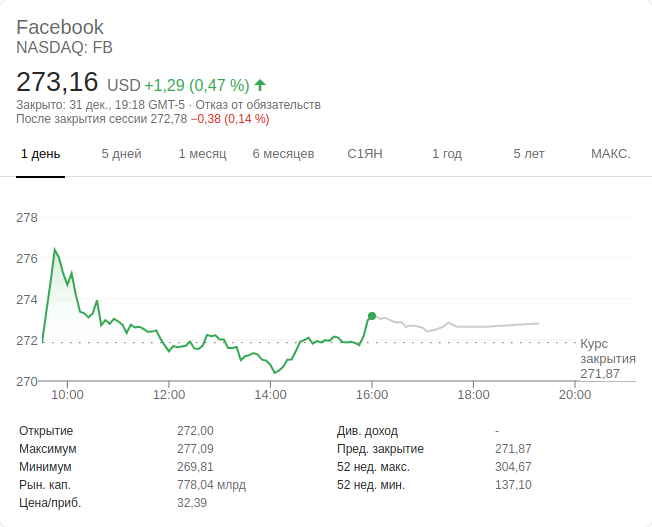 Facebook
NASDAQ: FB
273,16 USD +1,29 (0,47 %)
Закрыто: 31 дек., 19:18 GMT-5 · Отказ от обязательств
После закрытия сессии 272,78 −0,38 (0,14 %)
1 день 5 дней 1 месяц 6 месяцев С1ЯН 1 год 5 лет МАКС.
278
276
274
272
Курс
закрытия
271,87
270
10:00 12:00 14:00 16:00 18:00 20:00
Открытие 272,00 Див. доход -
Максимум 277,09 Пред. закрытие 271,87
Минимум 269,81 52 нед. макс. 304,67
Рын. кап. 778,04 млрд 52 нед. мин. 137,10
Цена/приб. 32,39